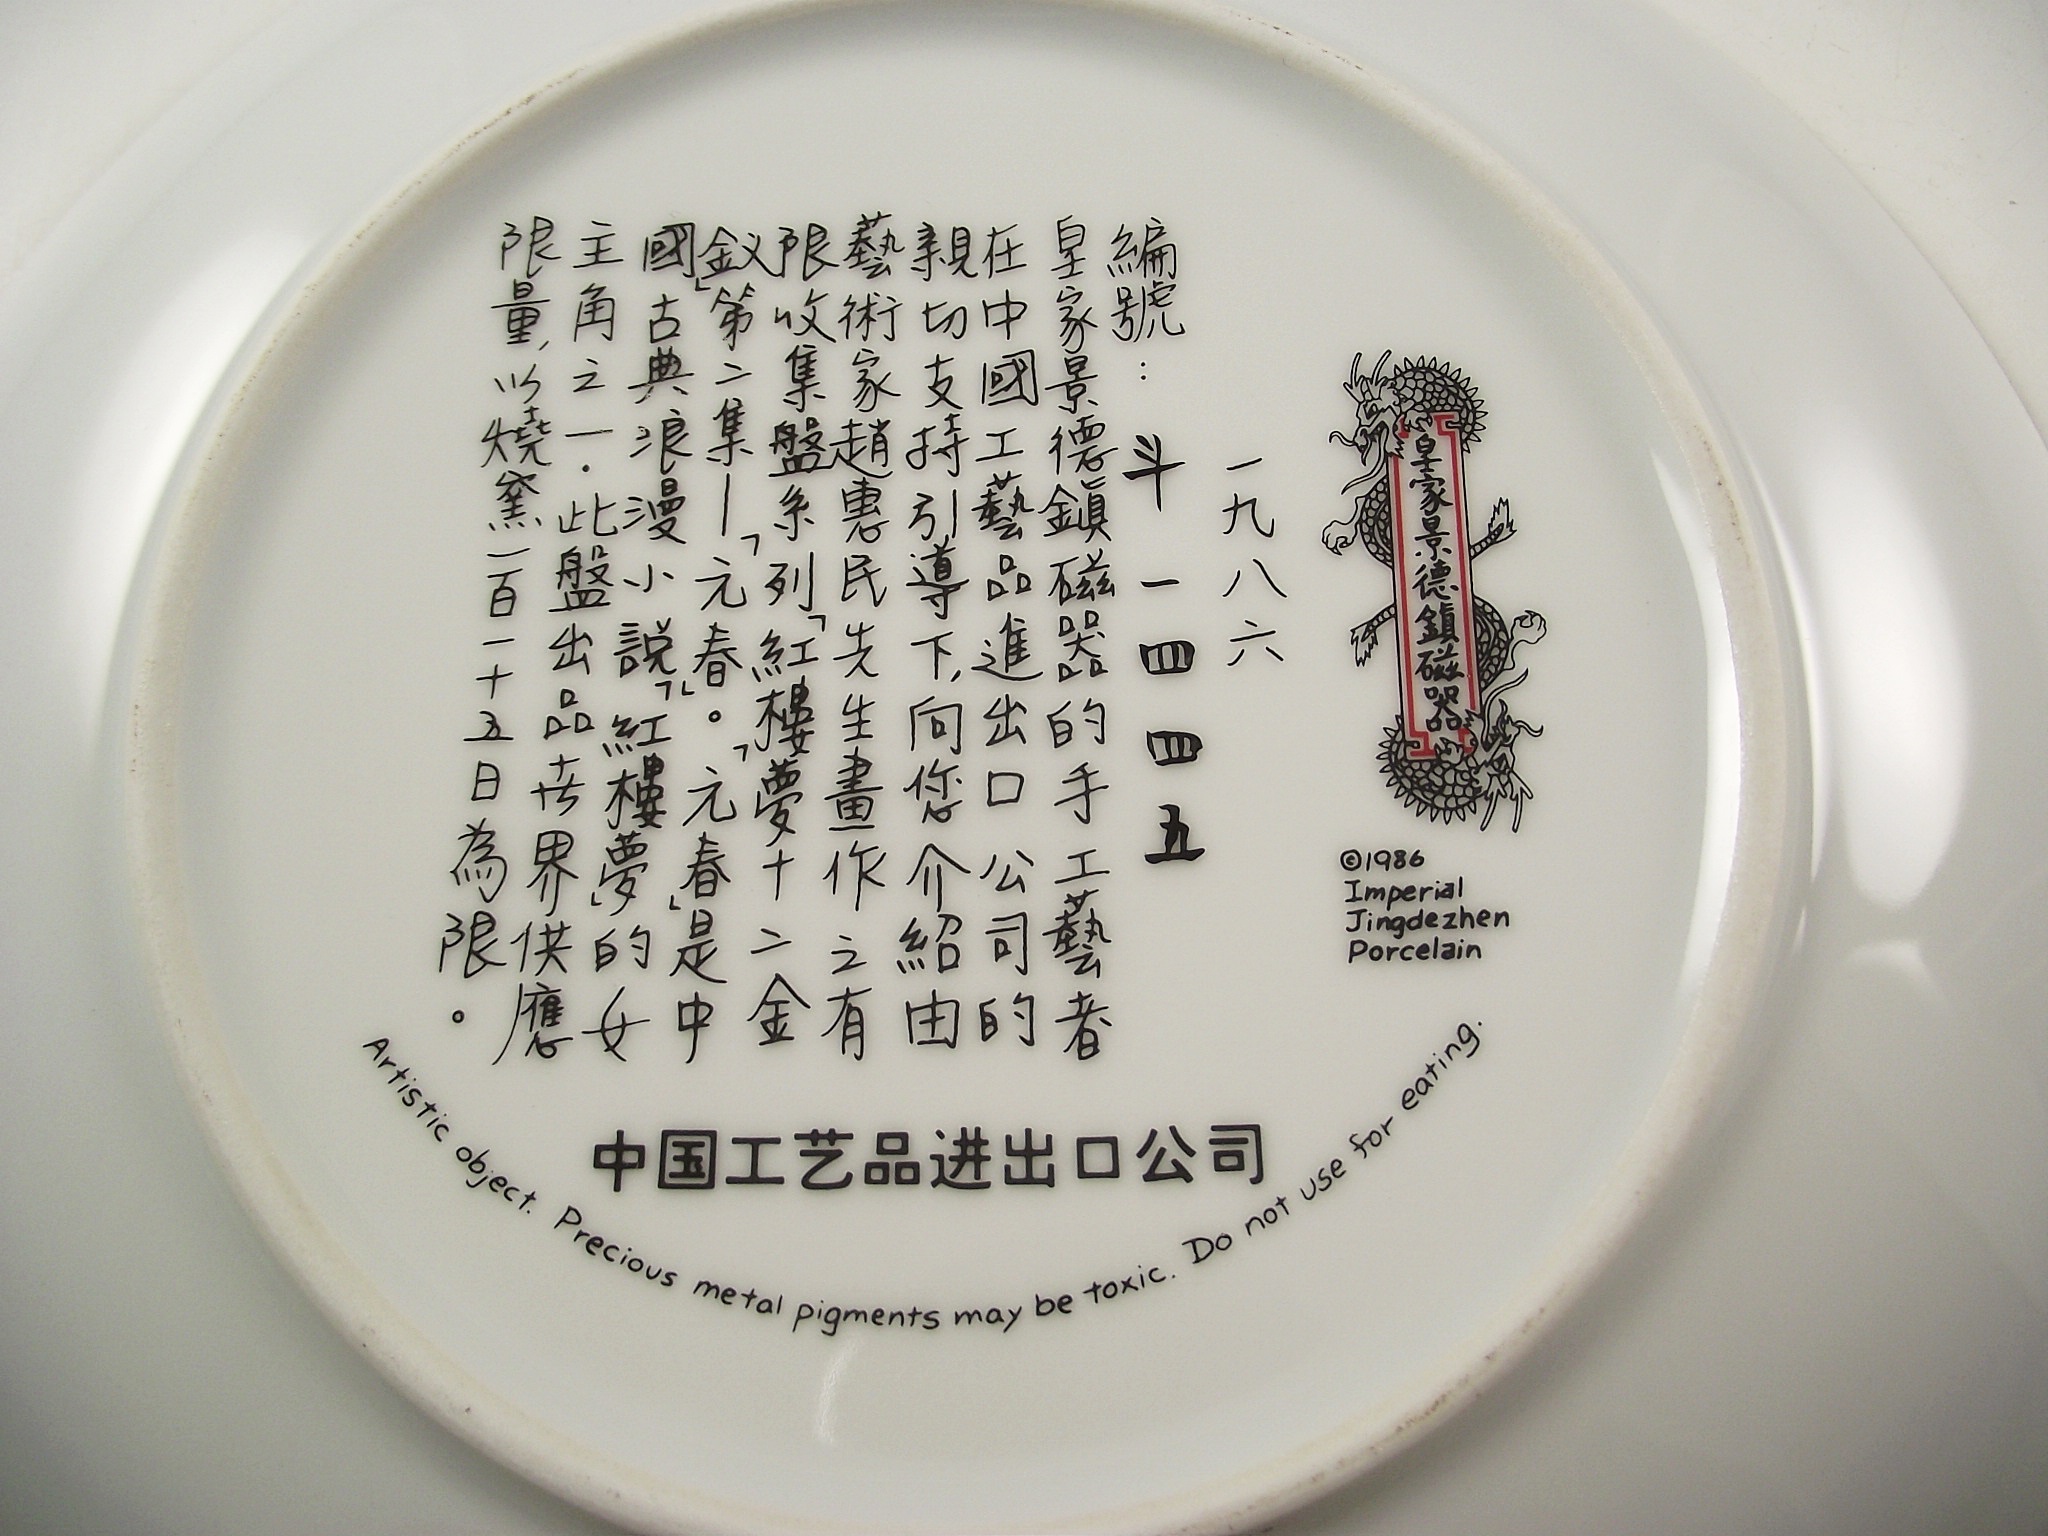 皇家景德鎮磁器
©1986
Imperial
Jingdezhen
Porcelain
一九八六
編號:斗一四四五
皇家景德鎮磁器的手工藝者
在中國工藝品進出口公司的
親切支持引導下,向您介紹由
藝術家趙惠民先生畫作之有
限收集盤系列「紅樓夢十二金
釵」第二集—「元春」。「元春」是中
國古典浪漫小說「紅樓夢」的女
主角之一.此盤出品世界供應
限量,以燒窯一百一十五日為限。
中国工艺品进出口公司
Artistic object. Precious metal pigments may be toxic. Do not use for eating.